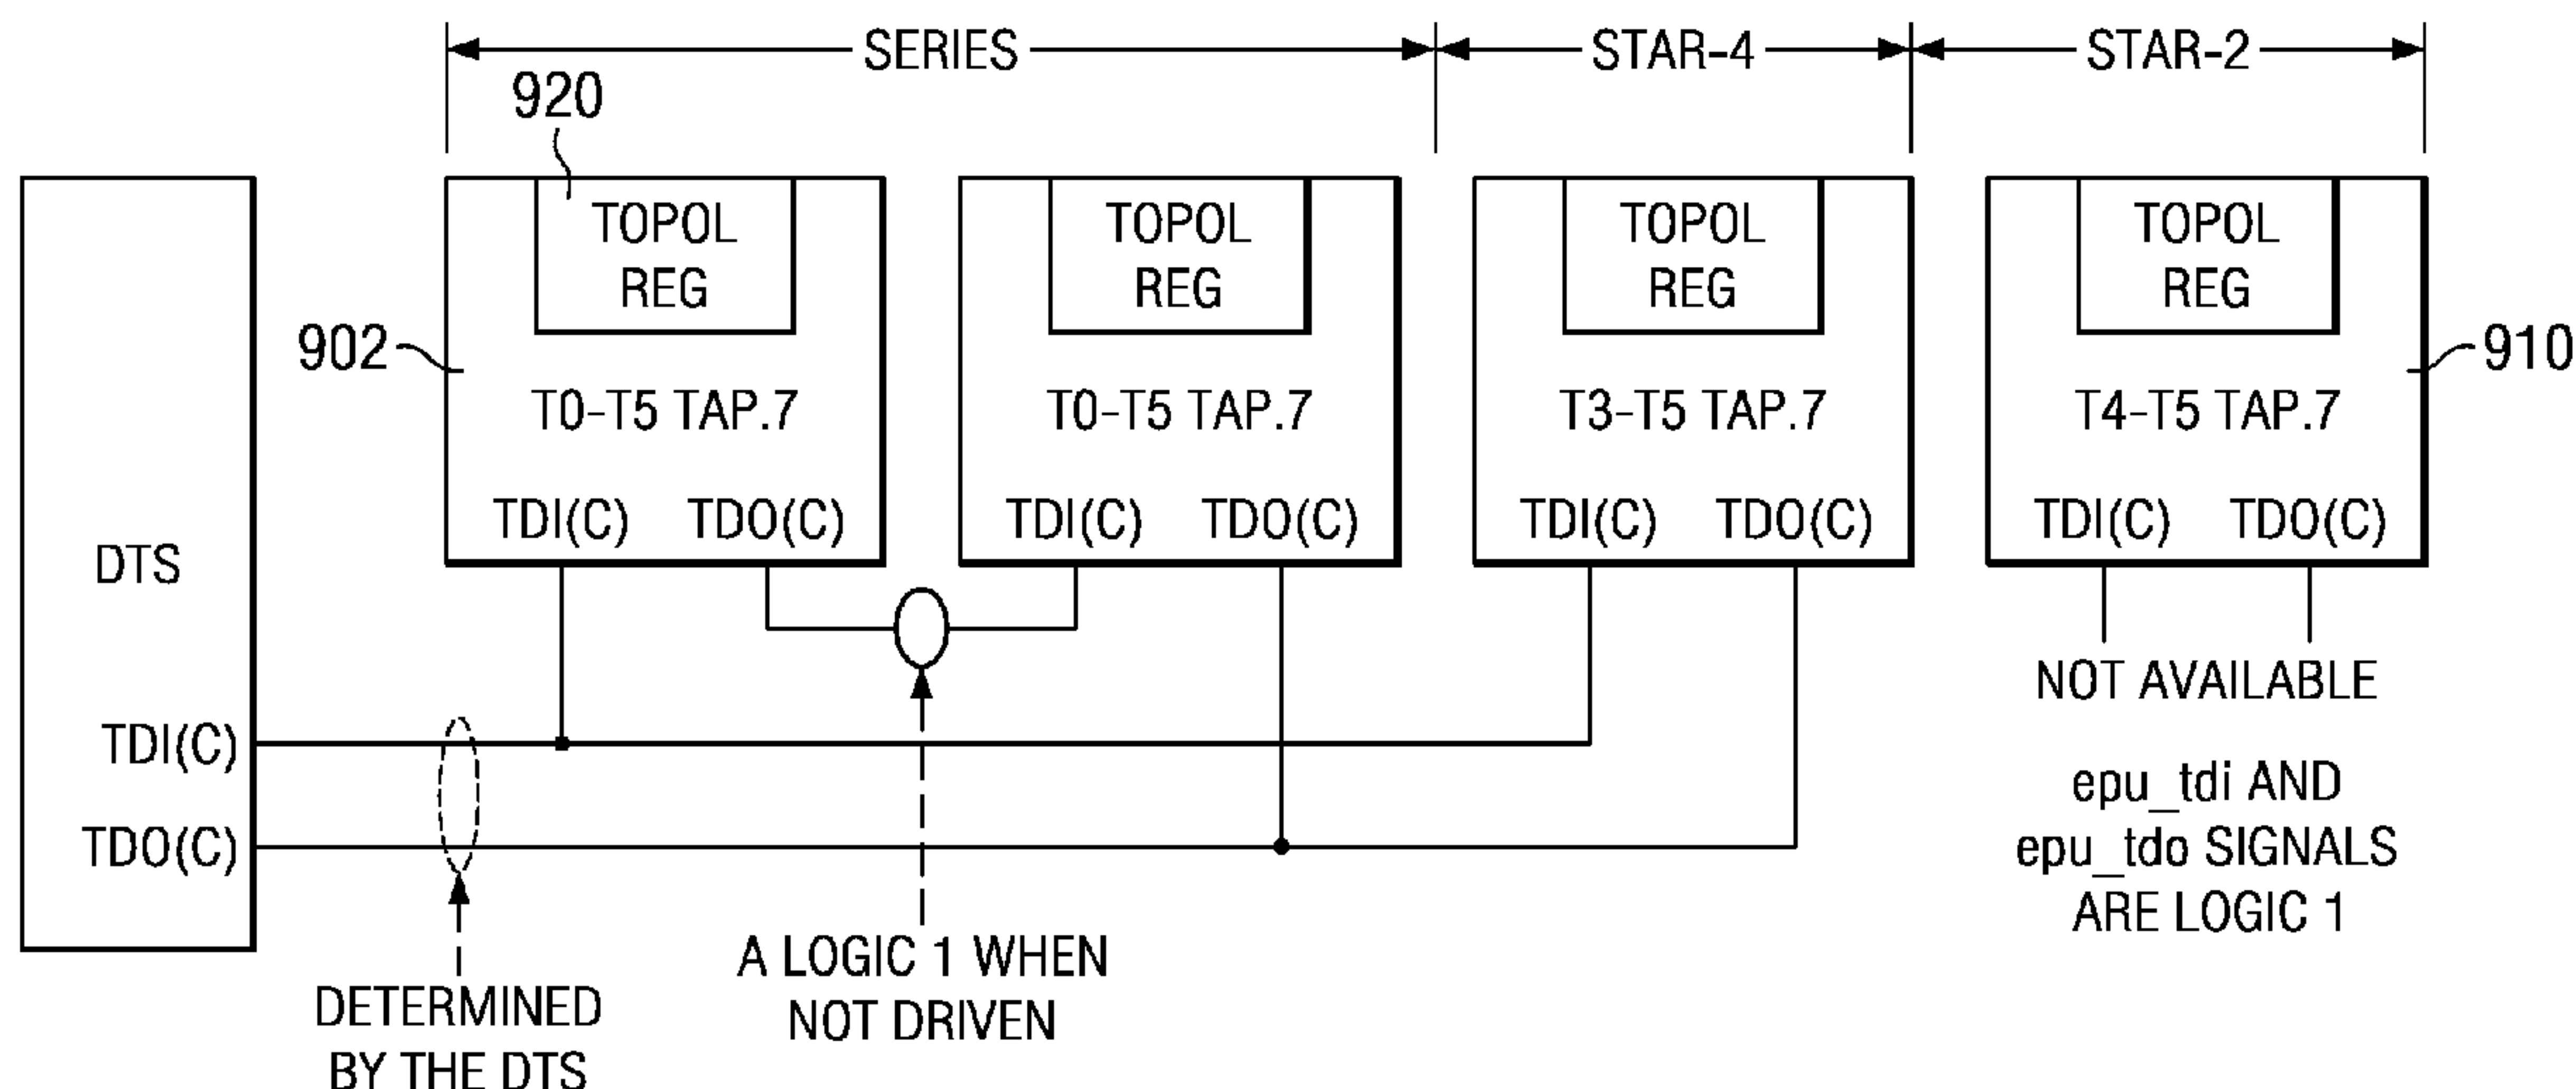 SERIES
STAR-4
STAR-2
920
TOPOL
REG
TOPOL
REG
TOPOL
REG
TOPOL
REG
902
910
T0-T5 TAP.7
T0-T5 TAP.7
T3-T5 TAP.7
T4-T5 TAP.7
TDI(C) TDO(C)
TDI(C) TDO(C)
TDI(C) TDO(C)
TDI(C) TDO(C)
DTS
TDI(C)
TDO(C)
NOT AVAILABLE
epu_tdi AND
epu_tdo SIGNALS
ARE LOGIC 1
A LOGIC 1 WHEN
NOT DRIVEN
DETERMINED
BY THE DTS